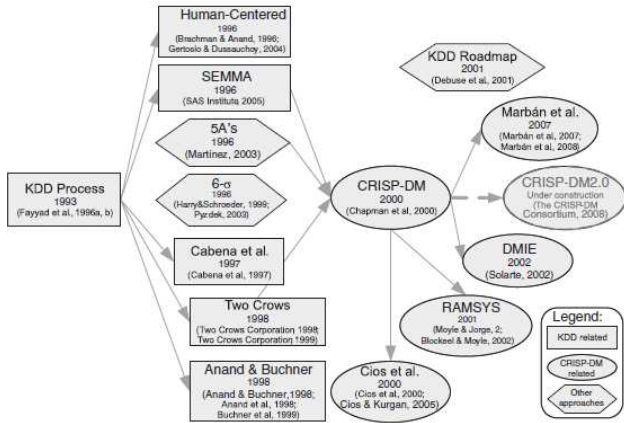 Human-Centered
1996
(Brachman & Anand, 1996;
Gertosio & Dussauchoy, 2004)
SEMMA
1996
(SAS Institute 2005)
5A's
1996
(Martínez, 2003)
6-σ
1996
(Harry&Schroeder, 1999;
Pyzdek, 2003)
KDD Process
1993
(Fayyad et al., 1996a, b)
Cabena et al.
1997
(Cabena et al, 1997)
Two Crows
1998
(Two Crows Corporation 1998;
Two Crows Corporation 1999)
Anand & Buchner
1998
(Anand & Buchner,1998;
Anand et al, 1998;
Buchner et al, 1999)
CRISP-DM
2000
(Chapman et al, 2000)
Cios et al.
2000
(Cios et al, 2000;
Cios & Kurgan, 2005)
RAMSYS
2001
(Moyle & Jorge, 2;
Blockeel & Moyle, 2002)
KDD Roadmap
2001
(Debuse et al, 2001)
Marbán et al.
2007
(Marbán et al, 2007;
Marbán et al, 2008)
CRISP-DM2.0
Under construction
(The CRISP-DM
Consortium, 2008)
DMIE
2002
(Solarte, 2002)
Legend:
KDD related
CRISP-DM
related
Other
approaches